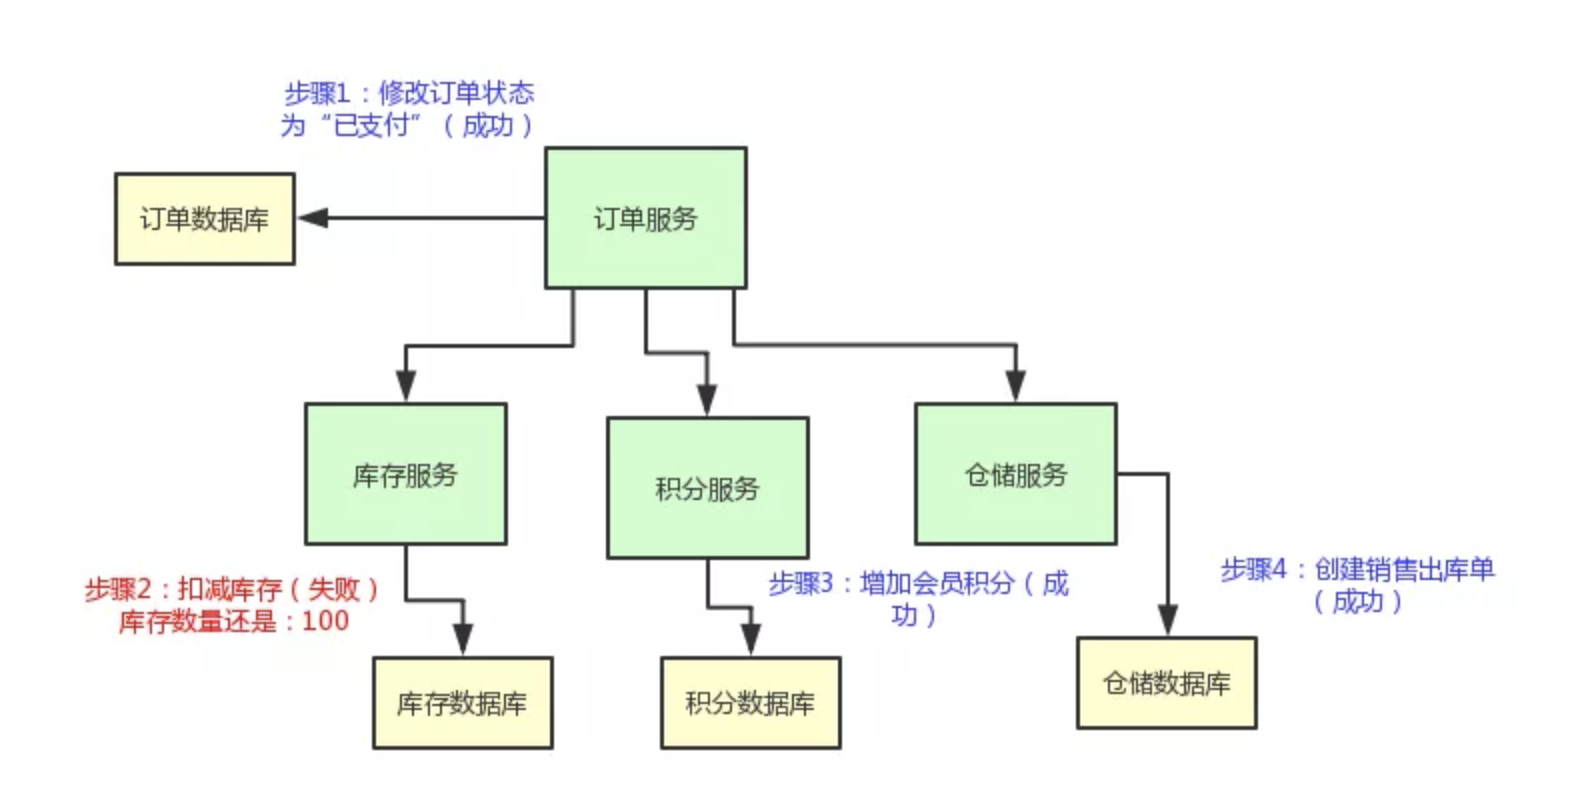 步骤1：修改订单状态
为“已支付”（成功）
订单数据库
订单服务
库存服务
积分服务
仓储服务
步骤2：扣减库存（失败）
库存数量还是：100
步骤3：增加会员积分（成
功）
步骤4：创建销售出库单
（成功）
库存数据库
积分数据库
仓储数据库